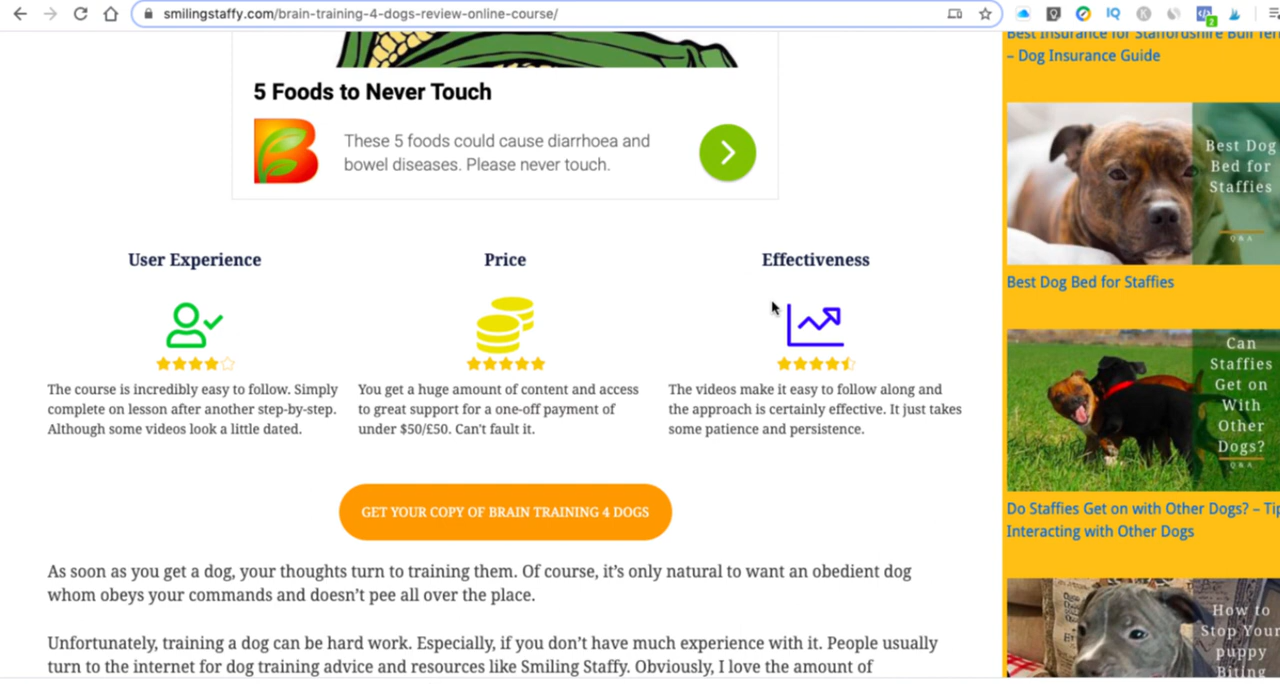 smilingstaffy.com/brain-training-4-dogs-review-online-course/
IQ
K
2
5 Foods to Never Touch
These 5 foods could cause diarrhoea and
bowel diseases. Please never touch.
User Experience
The course is incredibly easy to follow. Simply
complete on lesson after another step-by-step.
Although some videos look a little dated.
Price
You get a huge amount of content and access
to great support for a one-off payment of
under $50/£50. Can't fault it.
Effectiveness
The videos make it easy to follow along and
the approach is certainly effective. It just takes
some patience and persistence.
GET YOUR COPY OF BRAIN TRAINING 4 DOGS
As soon as you get a dog, your thoughts turn to training them. Of course, it's only natural to want an obedient dog
whom obeys your commands and doesn't pee all over the place.
Unfortunately, training a dog can be hard work. Especially, if you don't have much experience with it. People usually
turn to the internet for dog training advice and resources like Smiling Staffy. Obviously, I love the amount of
Best Insurance for Staffordshire Bull Terr
– Dog Insurance Guide
Best Dog
Bed for
Staffies
Q & A
Best Dog Bed for Staffies
Can
Staffies
Get on
With
Other
Dogs?
Q & A
Do Staffies Get on with Other Dogs? – Tip
Interacting with Other Dogs
How to
Stop Your
puppy
Biting